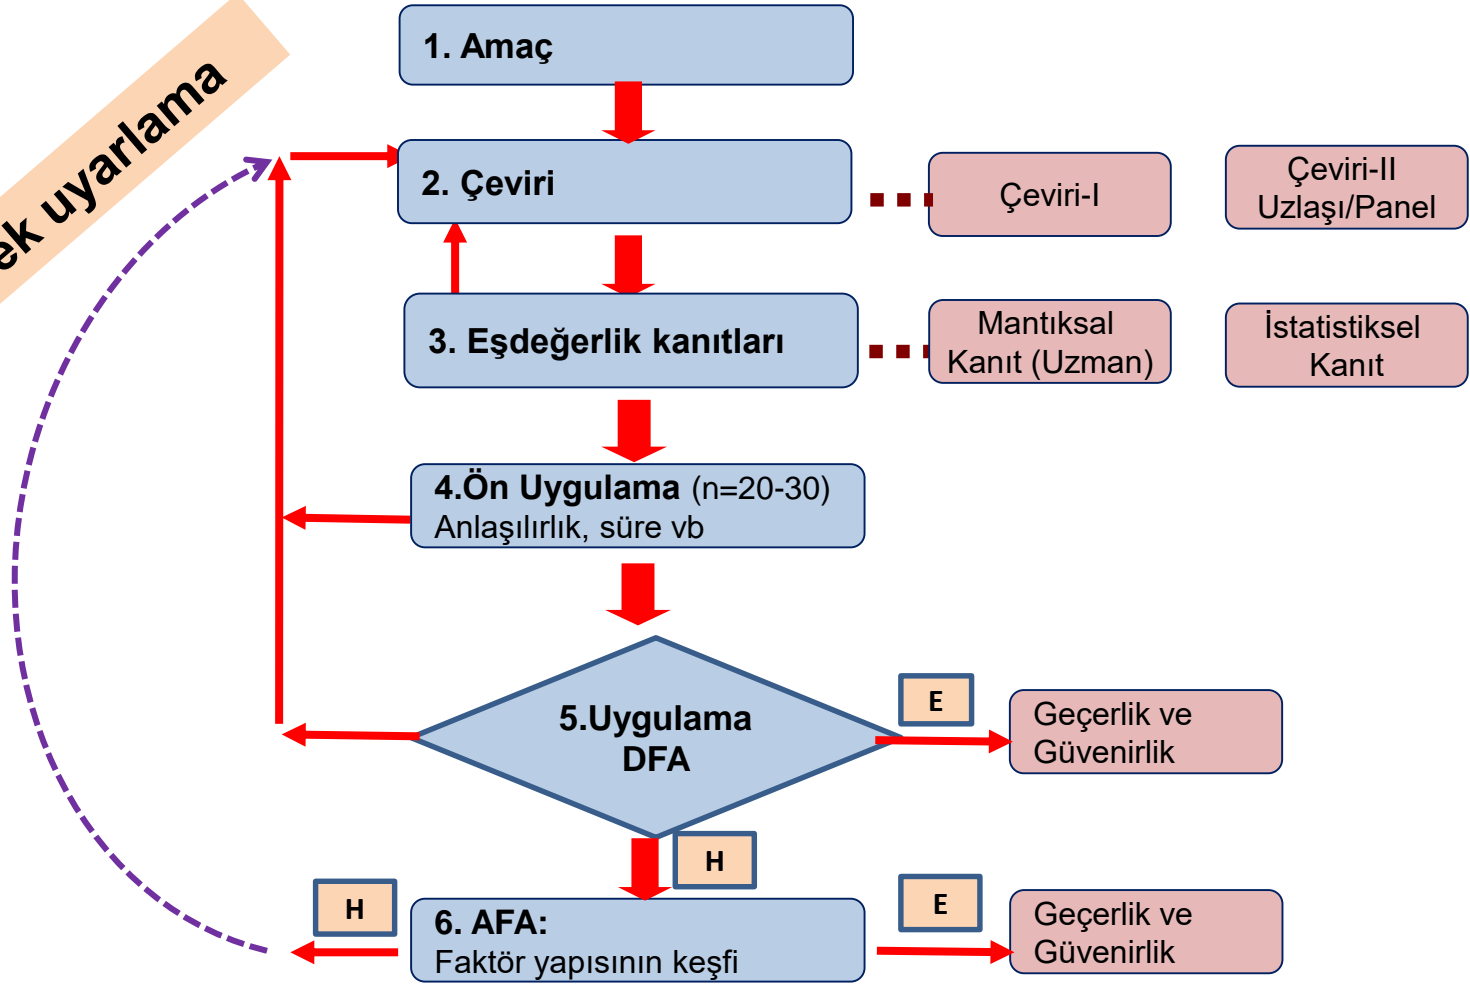 ek uyarlama
1. Amaç
2. Çeviri
Çeviri-I
Çeviri-II
Uzlaşı/Panel
3. Eşdeğerlik kanıtları
Mantıksal
Kanıt (Uzman)
İstatistiksel
Kanıt
4.Ön Uygulama (n=20-30)
Anlaşılırlık, süre vb
5.Uygulama
DFA
E
Geçerlik ve
Güvenirlik
H
H
6. AFA:
Faktör yapısının keşfi
E
Geçerlik ve
Güvenirlik